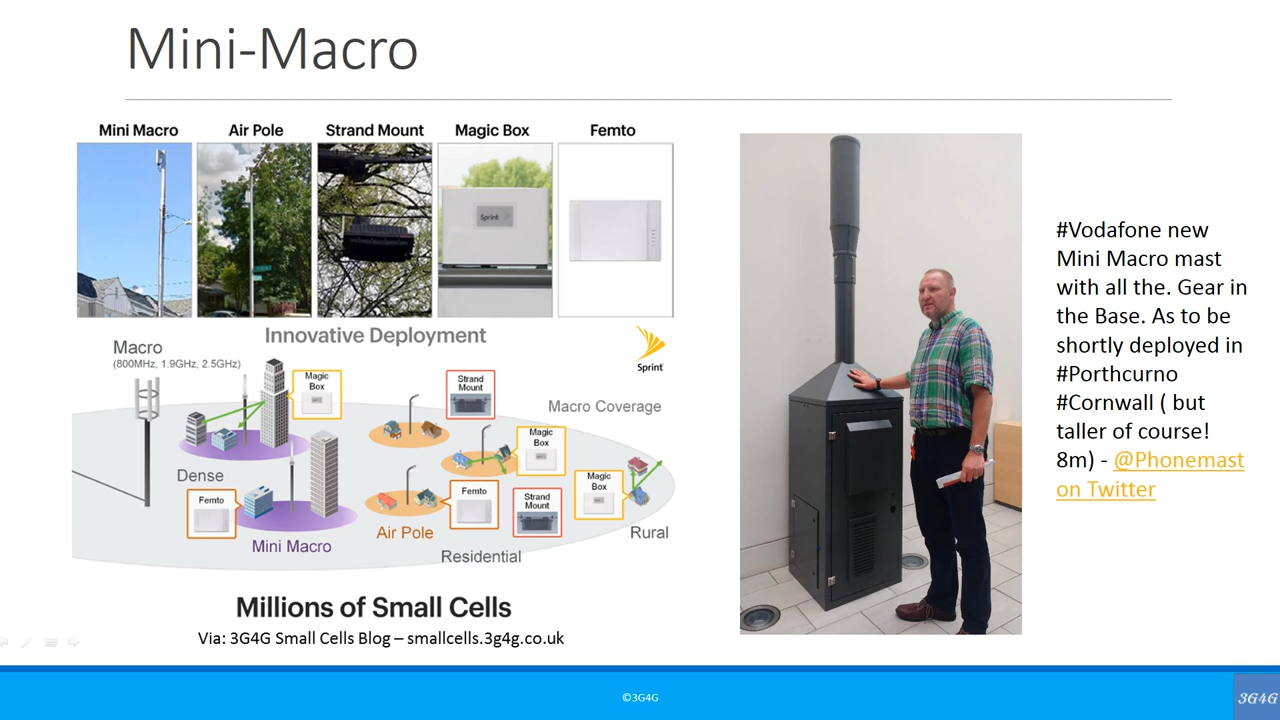 Mini-Macro
Mini Macro
Air Pole
Strand Mount
Magic Box
Femto
Sprint
Innovative Deployment
Sprint
Macro
(800MHz, 1.9GHz, 2.5GHz)
Magic
Box
Strand
Mount
Macro Coverage
Magic
Box
Dense
Femto
Femto
Strand
Mount
Magic
Box
Mini Macro
Air Pole
Residential
Rural
Millions of Small Cells
Via: 3G4G Small Cells Blog – smallcells.3g4g.co.uk
#Vodafone new
Mini Macro mast
with all the. Gear in
the Base. As to be
shortly deployed in
#Porthcurno
#Cornwall ( but
taller of course!
8m) - @Phonemast
on Twitter
©3G4G
3G4G